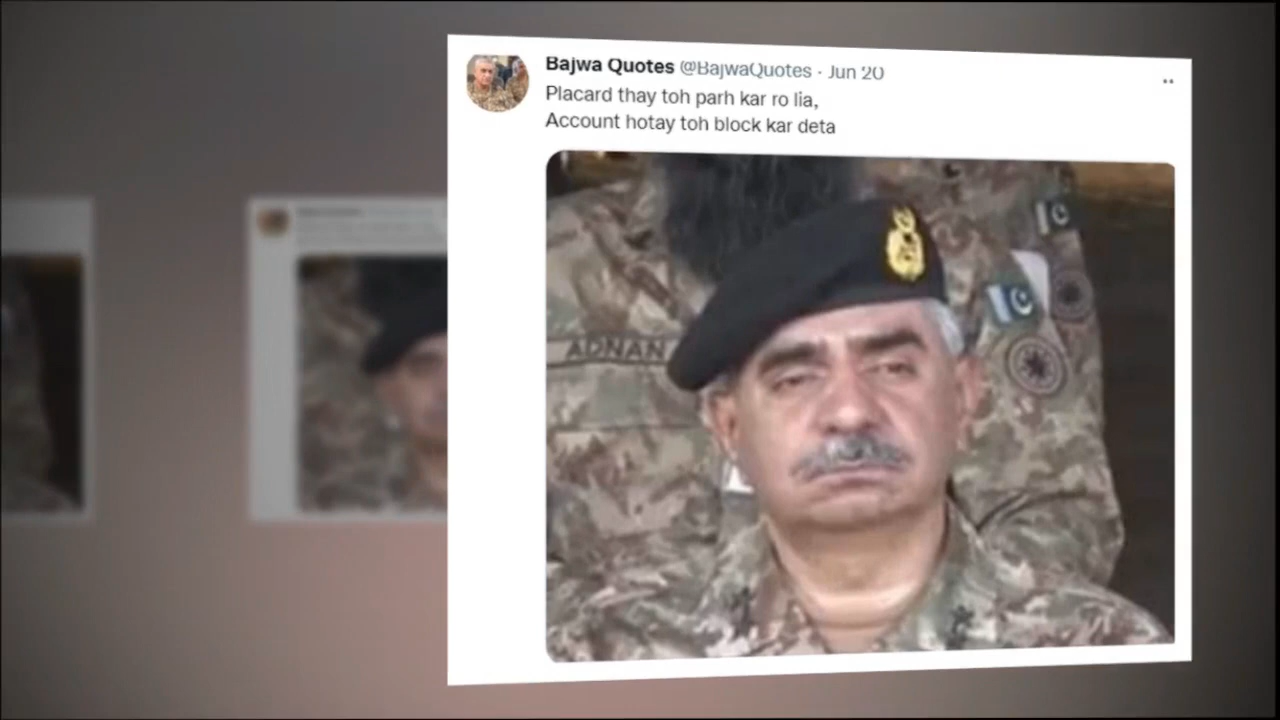 Bajwa Quotes @BajwaQuotes · Jun 20
Placard thay toh parh kar ro lia,
Account hotay toh block kar deta
ADNAN